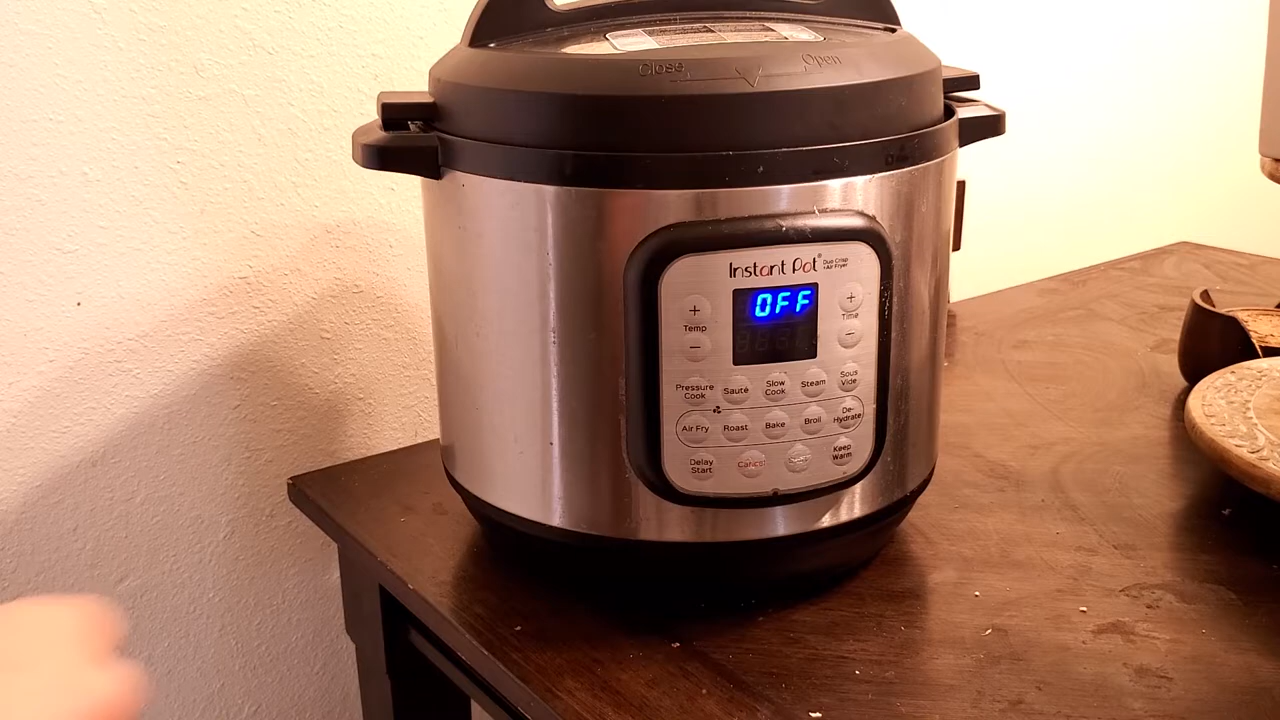 Close
Open
Instant Pot®
Duo Crisp
+Air Fryer
OFF
+
Temp
−
+
Time
−
Pressure
Cook
Sauté
Slow
Cook
Steam
Sous
Vide
Air Fry
Roast
Bake
Broil
De-
Hydrate
Delay
Start
Cancel
Keep
Warm